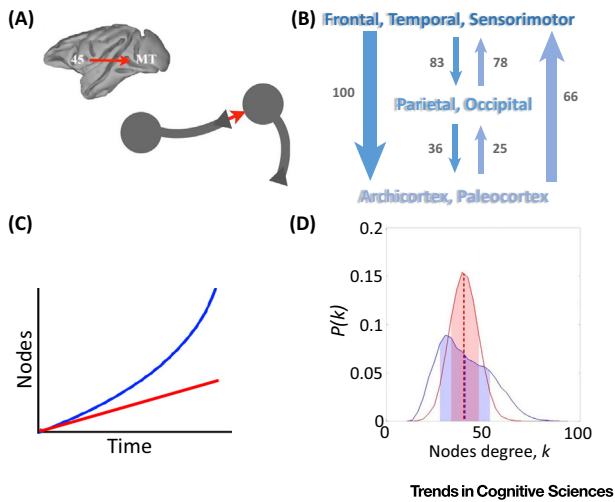 (A)
45
MT
(B)
Frontal, Temporal, Sensorimotor
83
78
100
66
Parietal, Occipital
36
25
Archicortex, Paleocortex
(C)
Nodes
Time
(D)
0.2
0.15
0.1
0.05
0
P(k)
0
50
100
Nodes degree, k
Trends in Cognitive Sciences